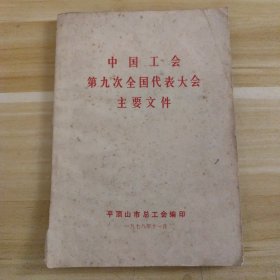 中国工会
第九次全国代表大会
主要文件
平顶山市总工会编印
一九七八年十一月